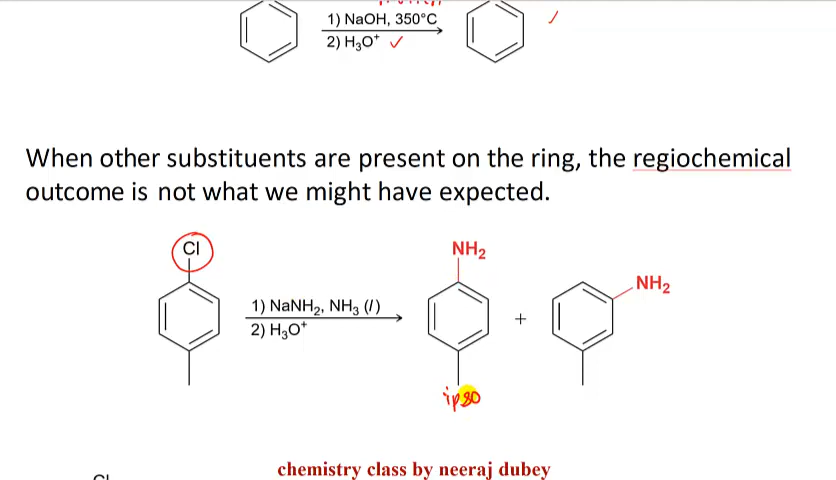 1) NaOH, 350°C
2) H₃O⁺ ✓
When other substituents are present on the ring, the regiochemical
outcome is not what we might have expected.
Cl
NH₂
NH₂
1) NaNH₂, NH₃ (l)
2) H₃O⁺
+
ipso
chemistry class by neeraj dubey